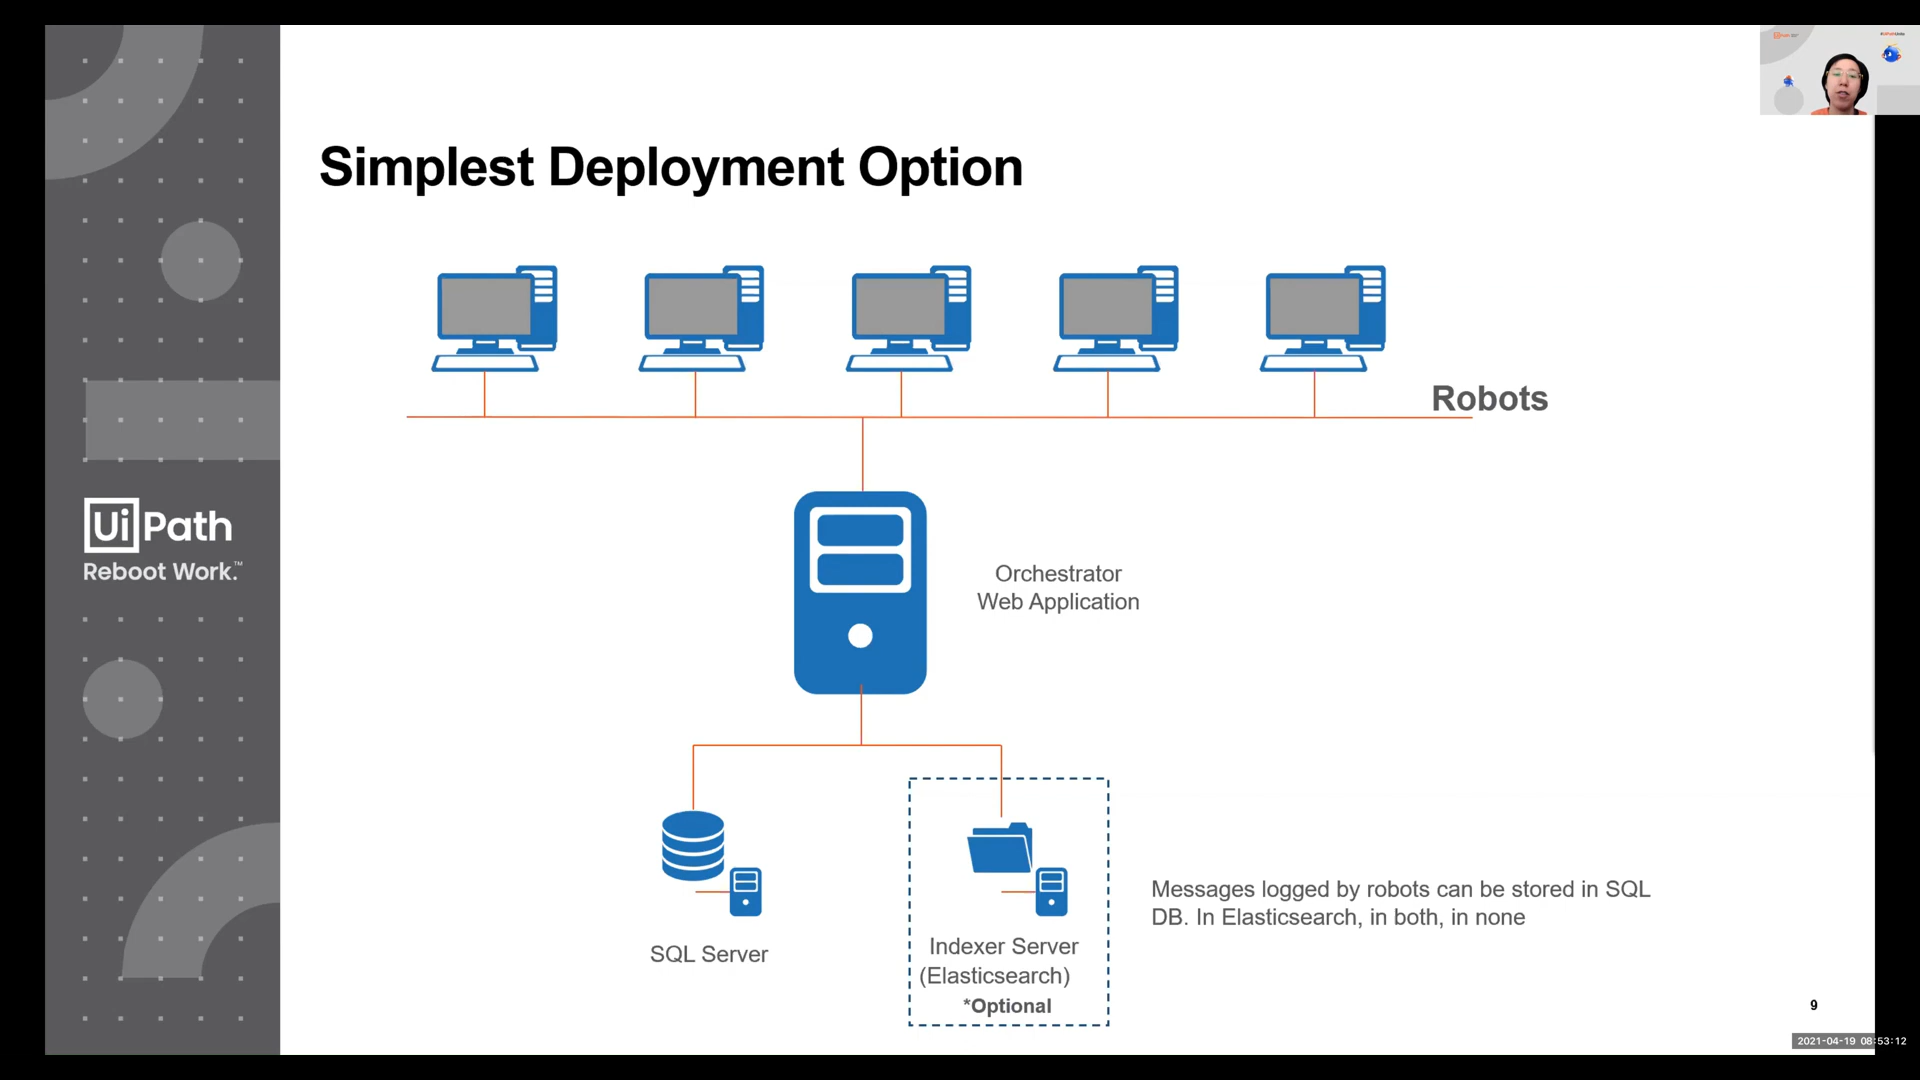 Simplest Deployment Option
Robots
UiPath
Reboot Work.™
Orchestrator
Web Application
Messages logged by robots can be stored in SQL
DB. In Elasticsearch, in both, in none
SQL Server
Indexer Server
(Elasticsearch)
*Optional
9
2021-04-19 08:53:12